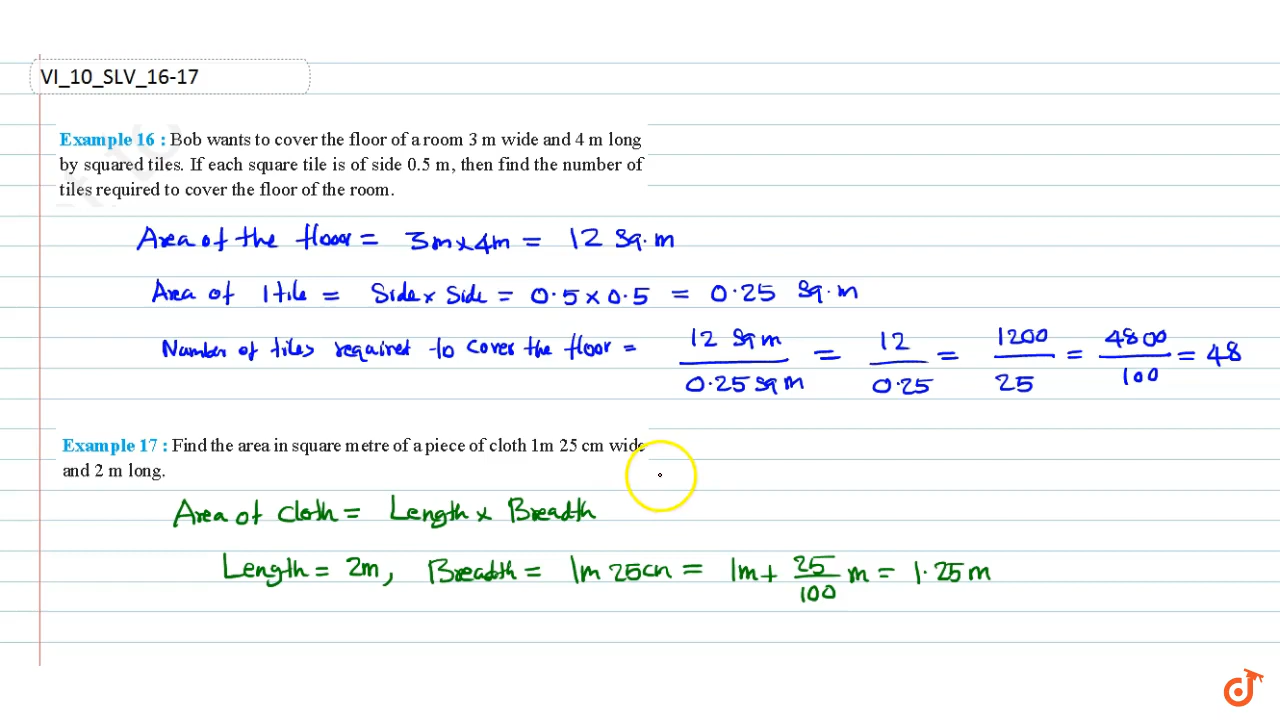 VI_10_SLV_16-17
Example 16 : Bob wants to cover the floor of a room 3 m wide and 4 m long
by squared tiles. If each square tile is of side 0.5 m, then find the number of
tiles required to cover the floor of the room.
Area of the floor = 3m x 4m = 12 Sq.m
Area of 1 tile = Side x Side = 0.5 x 0.5 = 0.25 Sq.m
Number of tiles required to cover the floor = 12 Sq m / 0.25 Sq m = 12 / 0.25 = 1200 / 25 = 4800 / 100 = 48
Example 17 : Find the area in square metre of a piece of cloth 1m 25 cm wide
and 2 m long.
Area of Cloth = Length x Breadth
Length = 2m, Breadth = 1m 25cm = 1m + 25/100 m = 1.25 m